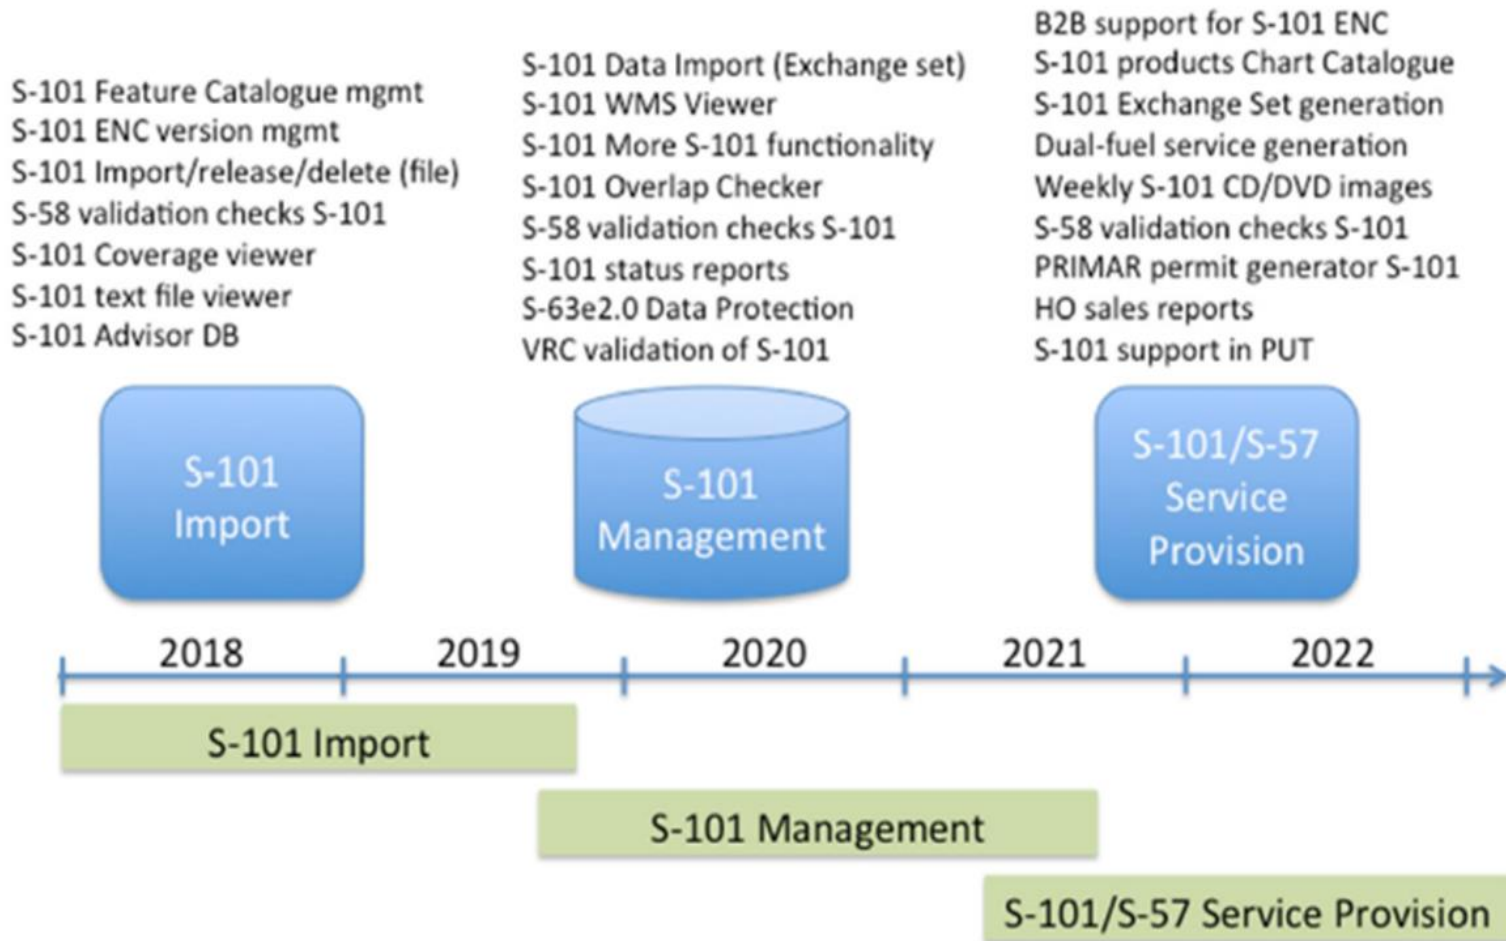 S-101 Feature Catalogue mgmt
S-101 ENC version mgmt
S-101 Import/release/delete (file)
S-58 validation checks S-101
S-101 Coverage viewer
S-101 text file viewer
S-101 Advisor DB
S-101 Data Import (Exchange set)
S-101 WMS Viewer
S-101 More S-101 functionality
S-101 Overlap Checker
S-58 validation checks S-101
S-101 status reports
S-63e2.0 Data Protection
VRC validation of S-101
B2B support for S-101 ENC
S-101 products Chart Catalogue
S-101 Exchange Set generation
Dual-fuel service generation
Weekly S-101 CD/DVD images
S-58 validation checks S-101
PRIMAR permit generator S-101
HO sales reports
S-101 support in PUT
S-101
Import
S-101
Management
S-101/S-57
Service
Provision
2018
2019
2020
2021
2022
S-101 Import
S-101 Management
S-101/S-57 Service Provision